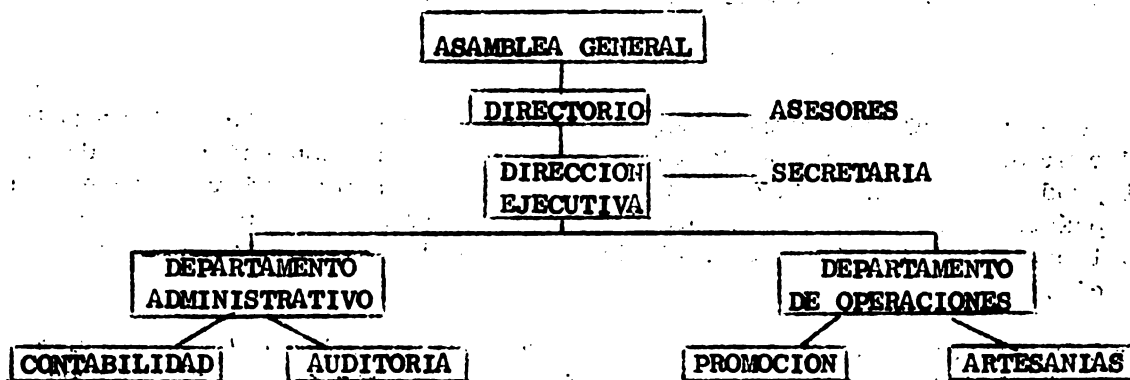 ASAMBLEA GENERAL
DIRECTORIO
ASESORES
DIRECCION
EJECUTIVA
SECRETARIA
DEPARTAMENTO
ADMINISTRATIVO
DEPARTAMENTO
DE OPERACIONES
CONTABILIDAD
AUDITORIA
PROMOCION
ARTESANIAS